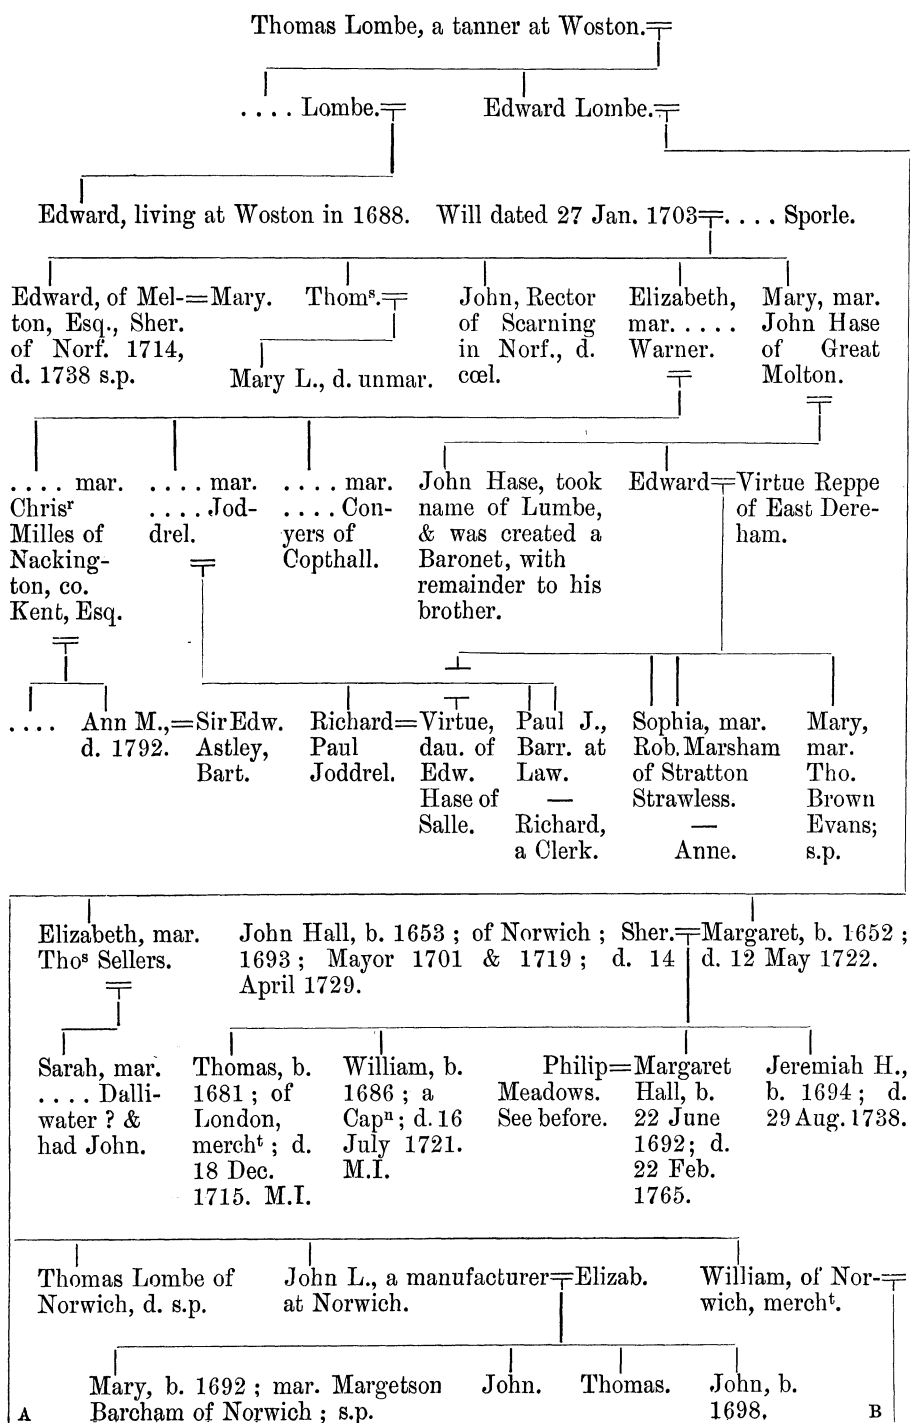 Thomas Lombe, a tanner at Woston.
. . . . Lombe.
Edward Lombe.
Edward, living at Woston in 1688. Will dated 27 Jan. 1703 . . . . Sporle.
Edward, of Mel-=Mary.
ton, Esq., Sher.
of Norf. 1714,
d. 1738 s.p.
Thomˢ.
Mary L., d. unmar.
John, Rector
of Scarning
in Norf., d.
cœl.
Elizabeth,
mar. . . . .
Warner.
Mary, mar.
John Hase
of Great
Molton.
. . . . mar.
Chrisʳ
Milles of
Nacking-
ton, co.
Kent, Esq.
. . . . mar.
. . . . Jod-
drel.
. . . . mar.
. . . . Con-
yers of
Copthall.
John Hase, took
name of Lumbe,
& was created a
Baronet, with
remainder to his
brother.
Edward
Virtue Reppe
of East Dere-
ham.
. . . .
Ann M.,=Sir Edw.
d. 1792.
Astley,
Bart.
Richard=Virtue,
Paul
Joddrel.
dau. of
Edw.
Hase of
Salle.
Paul J.,
Barr. at
Law.
—
Richard,
a Clerk.
Sophia, mar.
Rob. Marsham
of Stratton
Strawless.
—
Anne.
Mary,
mar.
Tho.
Brown
Evans;
s.p.
Elizabeth, mar.
Thoˢ Sellers.
John Hall, b. 1653 ; of Norwich ; Sher.
1693 ; Mayor 1701 & 1719 ; d. 14
April 1729.
Margaret, b. 1652 ;
d. 12 May 1722.
Sarah, mar.
. . . . Dalli-
water ? &
had John.
Thomas, b.
1681 ; of
London,
merchᵗ ; d.
18 Dec.
1715. M.I.
William, b.
1686 ; a
Capⁿ ; d. 16
July 1721.
M.I.
Philip=Margaret
Meadows.
See before.
Hall, b.
22 June
1692; d.
22 Feb.
1765.
Jeremiah H.,
b. 1694 ; d.
29 Aug. 1738.
Thomas Lombe of
Norwich, d. s.p.
John L., a manufacturer
at Norwich.
Elizab.
William, of Nor-
wich, merchᵗ.
Mary, b. 1692 ; mar. Margetson
Barcham of Norwich ; s.p.
John.
Thomas.
John, b.
1698.
A
B